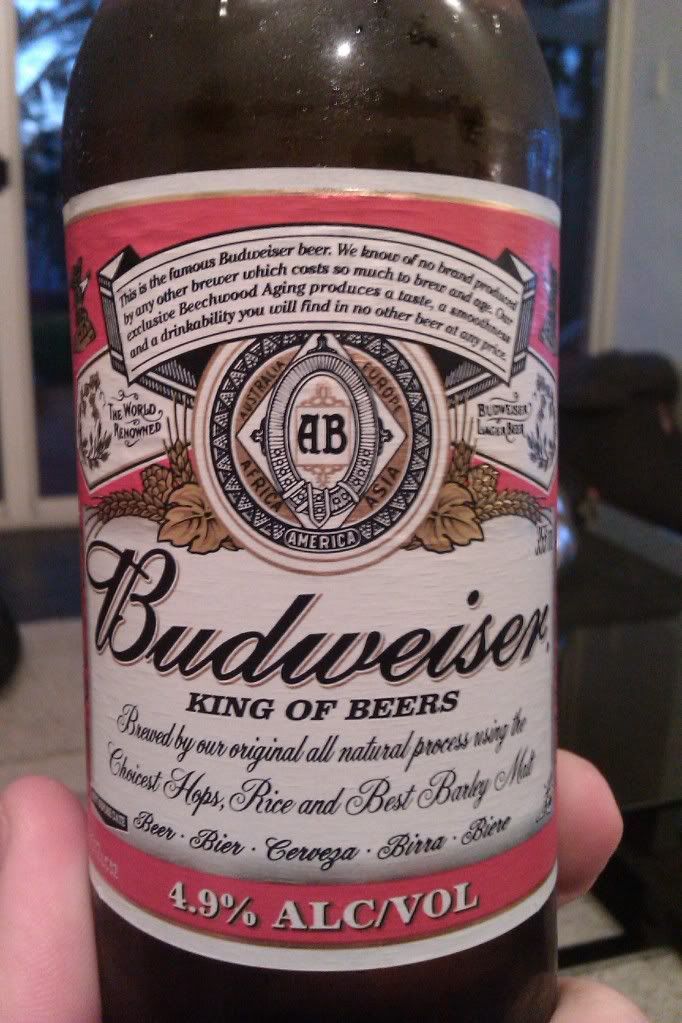 This is the famous Budweiser beer. We know of no brand produced
by any other brewer which costs so much to brew and age. Our
exclusive Beechwood Aging produces a taste, a smoothness
and a drinkability you will find in no other beer at any price.
THE WORLD
RENOWNED
AUSTRALIA
EUROPE
AB
AFRICA
ASIA
AMERICA
BUDWEISER
LAGER BEER
Budweiser
KING OF BEERS
Brewed by our original all natural process using the
Choicest Hops, Rice and Best Barley Malt
Beer · Bier · Cerveza · Birra · Biere
4.9% ALC/VOL